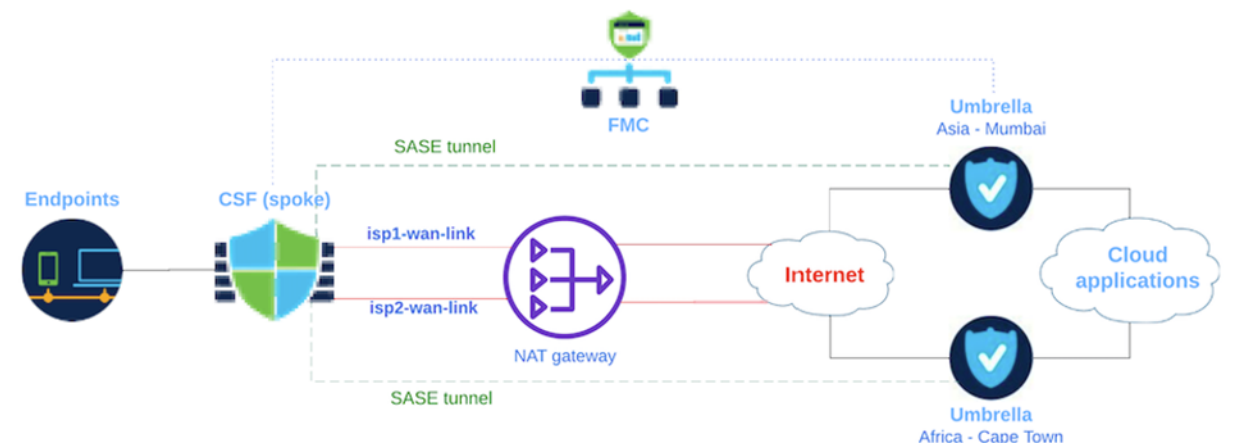 FMC
Umbrella
Asia - Mumbai
SASE tunnel
Endpoints
CSF (spoke)
isp1-wan-link
Internet
Cloud
applications
isp2-wan-link
NAT gateway
SASE tunnel
Umbrella
Africa - Cape Town